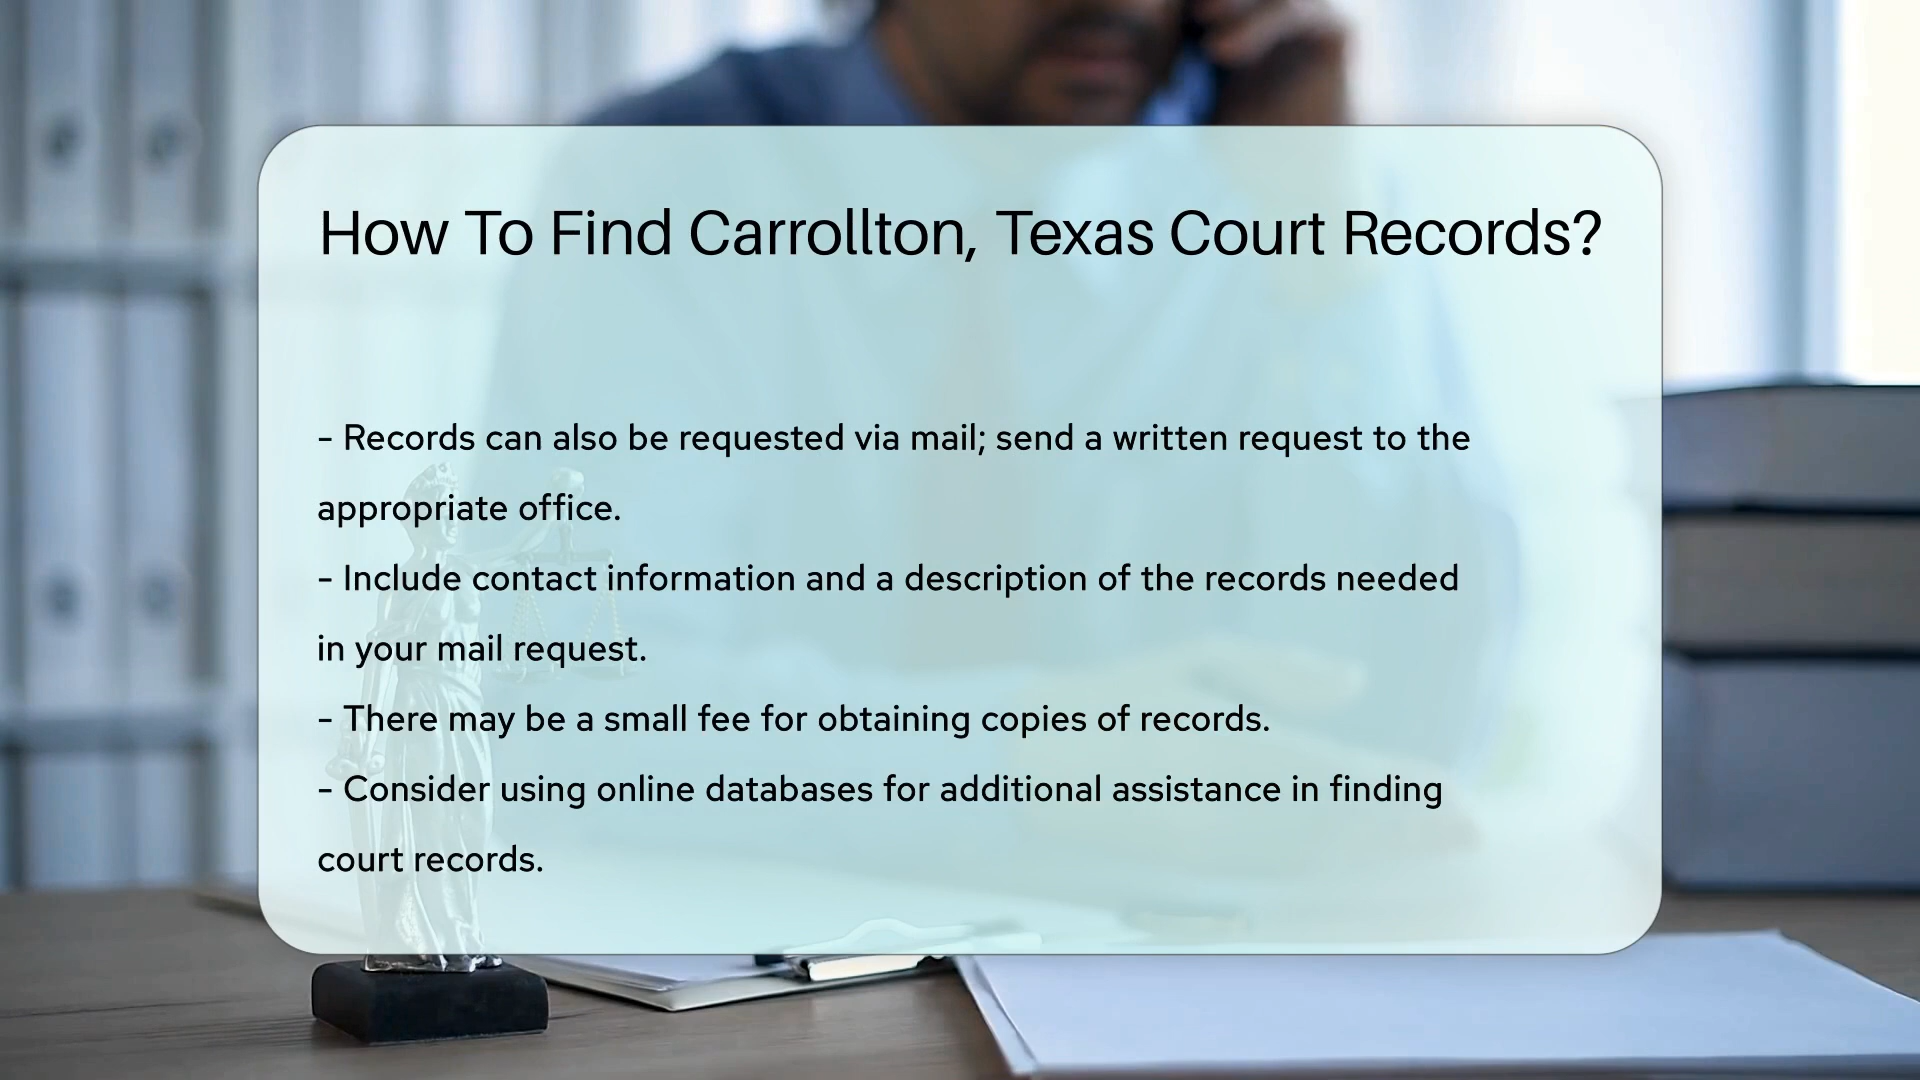 How To Find Carrollton, Texas Court Records?
- Records can also be requested via mail; send a written request to the
appropriate office.
- Include contact information and a description of the records needed
in your mail request.
- There may be a small fee for obtaining copies of records.
- Consider using online databases for additional assistance in finding
court records.